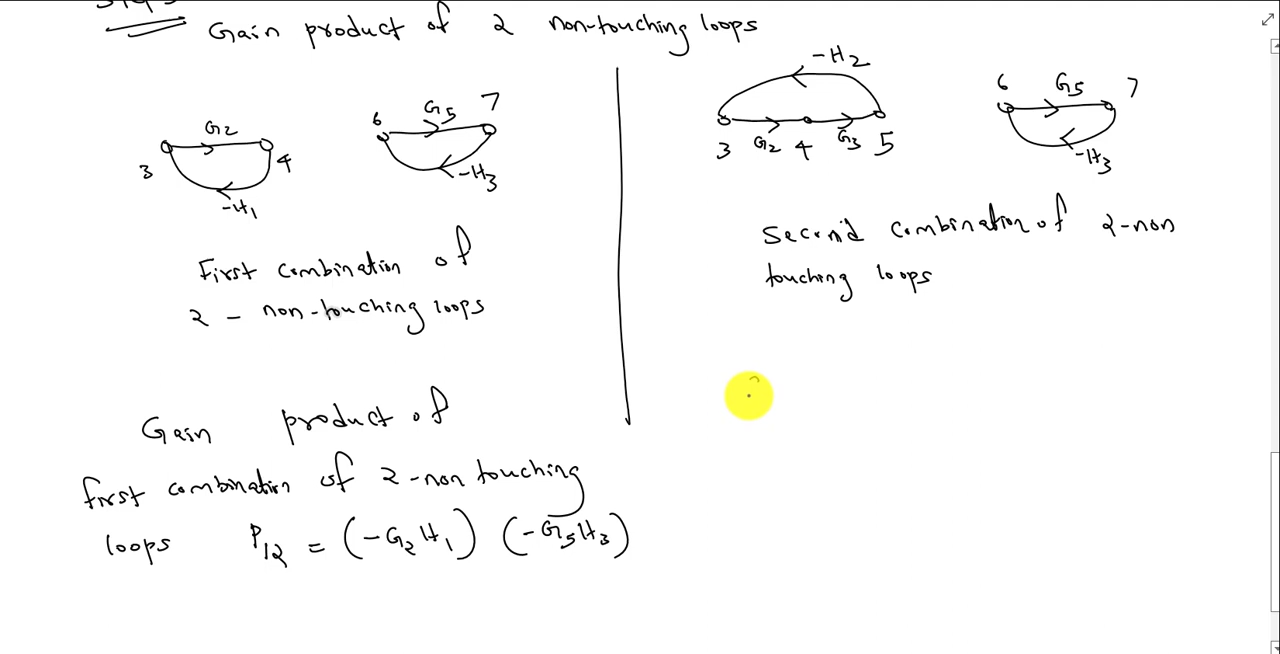 Gain product of 2 non-touching loops
G2
3
4
-H1
6
G5
7
-H3
First combination of
2 - non-touching loops
Gain product of
first combination of 2-non touching
loops P12 = (-G2H1) (-G5H3)
-H2
3 G2 4 G3 5
6
G5
7
-H3
Second combination of 2-non
touching loops